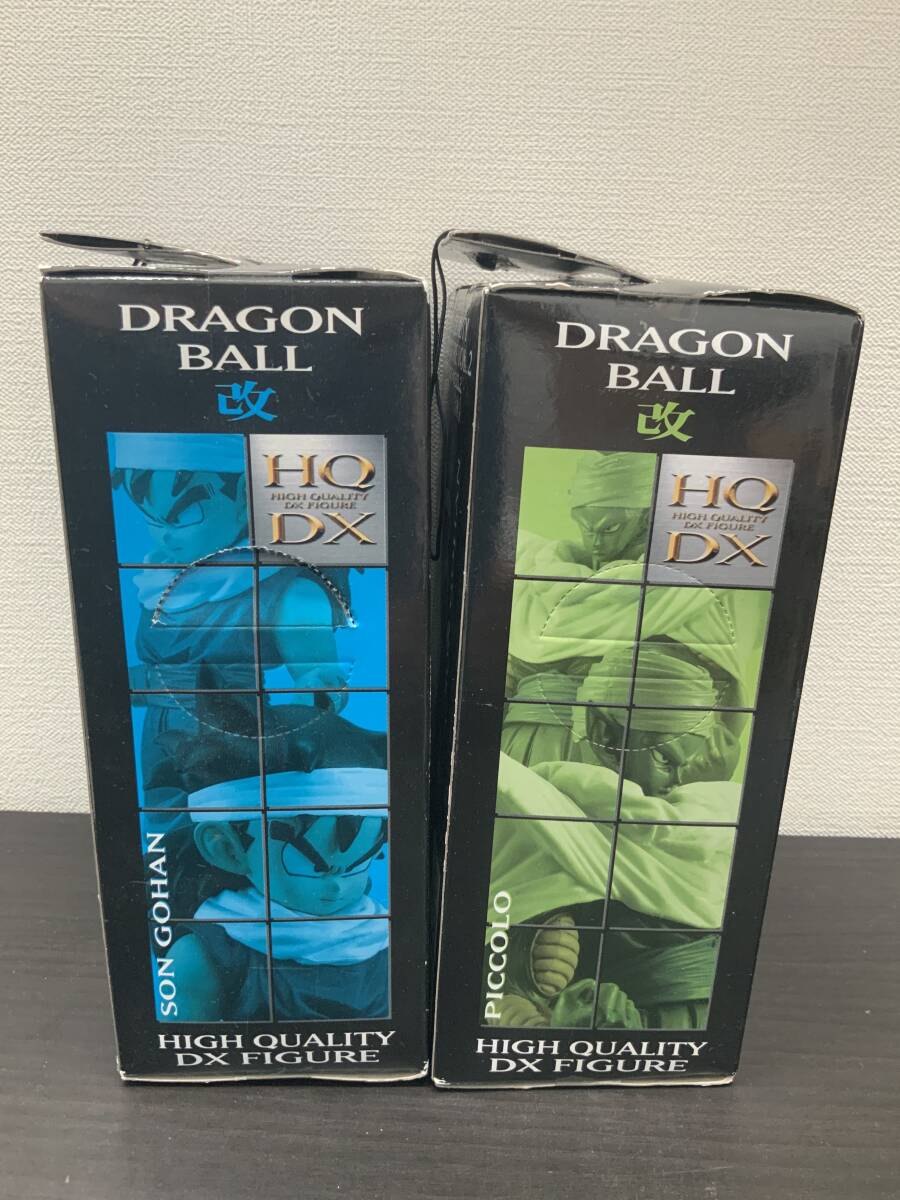 DRAGON
BALL
改
HQ
HIGH QUALITY
DX FIGURE
DX
SON GOHAN
HIGH QUALITY
DX FIGURE
DRAGON
BALL
改
HQ
HIGH QUALITY
DX FIGURE
DX
PICCOLO
HIGH QUALITY
DX FIGURE